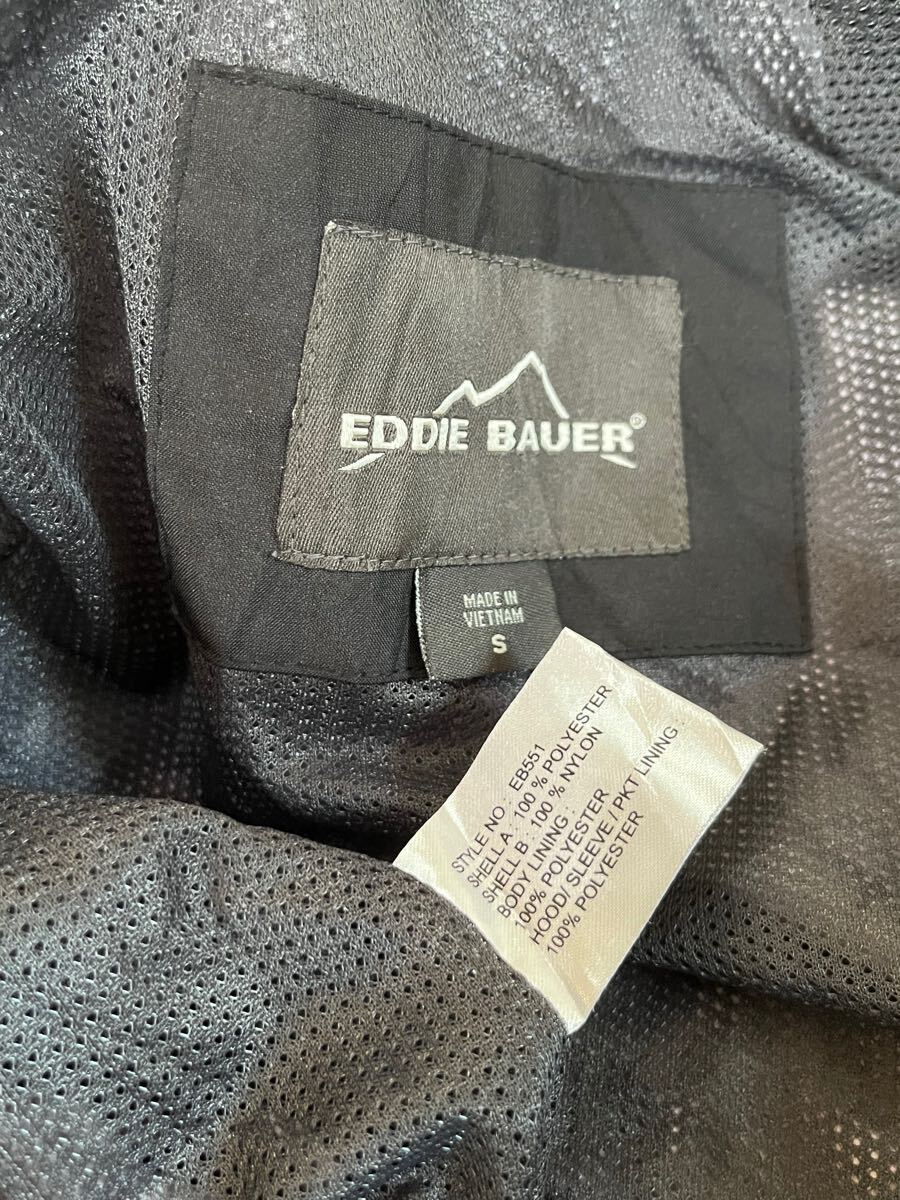 EDDIE BAUER®
MADE IN
VIETNAM
S
STYLE NO : EB551
SHELL A : 100 % POLYESTER
SHELL B : 100 % NYLON
BODY LINING :
100% POLYESTER
HOOD/ SLEEVE / PKT LINING :
100% POLYESTER